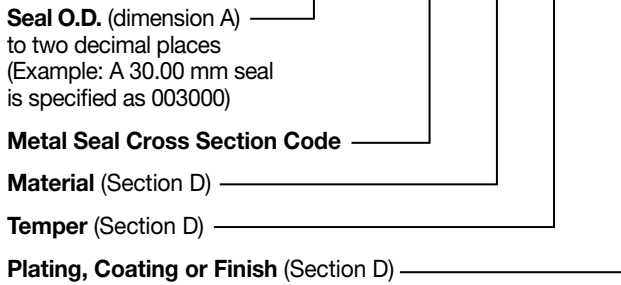 Seal O.D. (dimension A)
to two decimal places
(Example: A 30.00 mm seal
is specified as 003000)
Metal Seal Cross Section Code
Material (Section D)
Temper (Section D)
Plating, Coating or Finish (Section D)